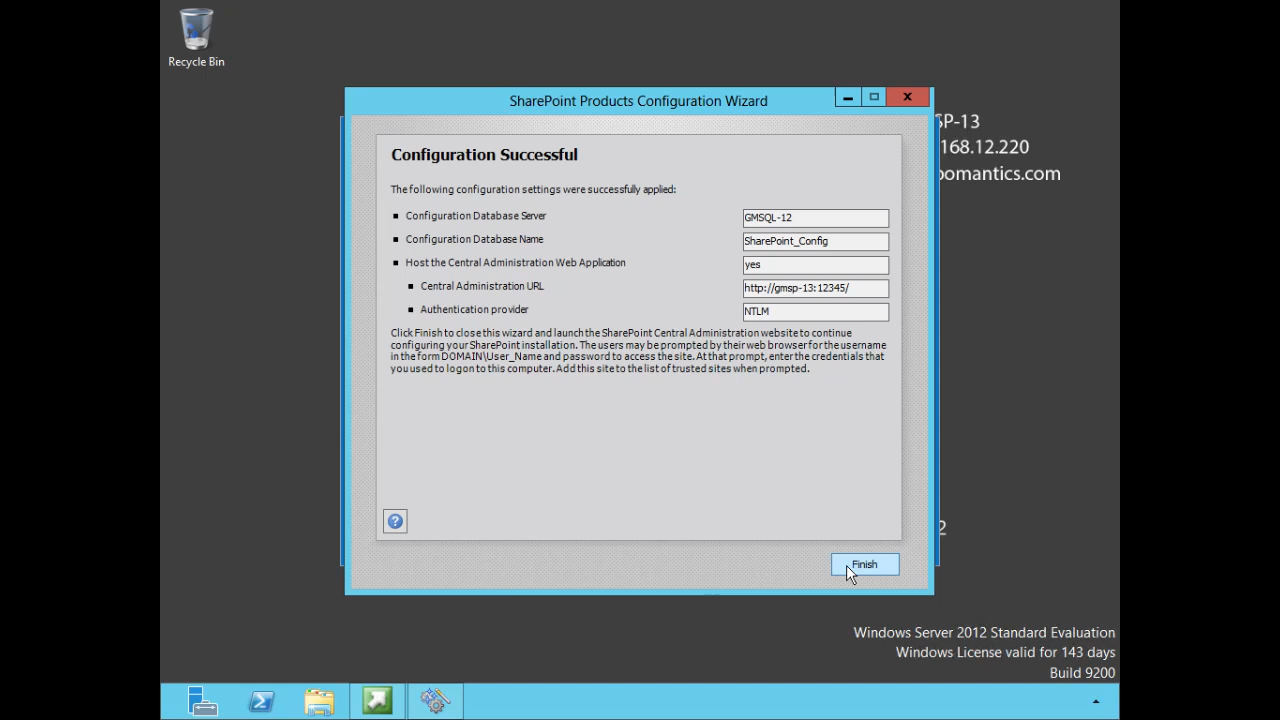 Recycle Bin
SharePoint Products Configuration Wizard
SP-13
168.12.220
omantics.com
Configuration Successful
The following configuration settings were successfully applied:
Configuration Database Server
GMSQL-12
Configuration Database Name
SharePoint_Config
Host the Central Administration Web Application
yes
Central Administration URL
http://gmsp-13:12345/
Authentication provider
NTLM
Click Finish to close this wizard and launch the SharePoint Central Administration website to continue
configuring your SharePoint installation. The users may be prompted by their web browser for the username
in the form DOMAIN\User_Name and password to access the site. At that prompt, enter the credentials that
you used to logon to this computer. Add this site to the list of trusted sites when prompted.
2
Finish
Windows Server 2012 Standard Evaluation
Windows License valid for 143 days
Build 9200